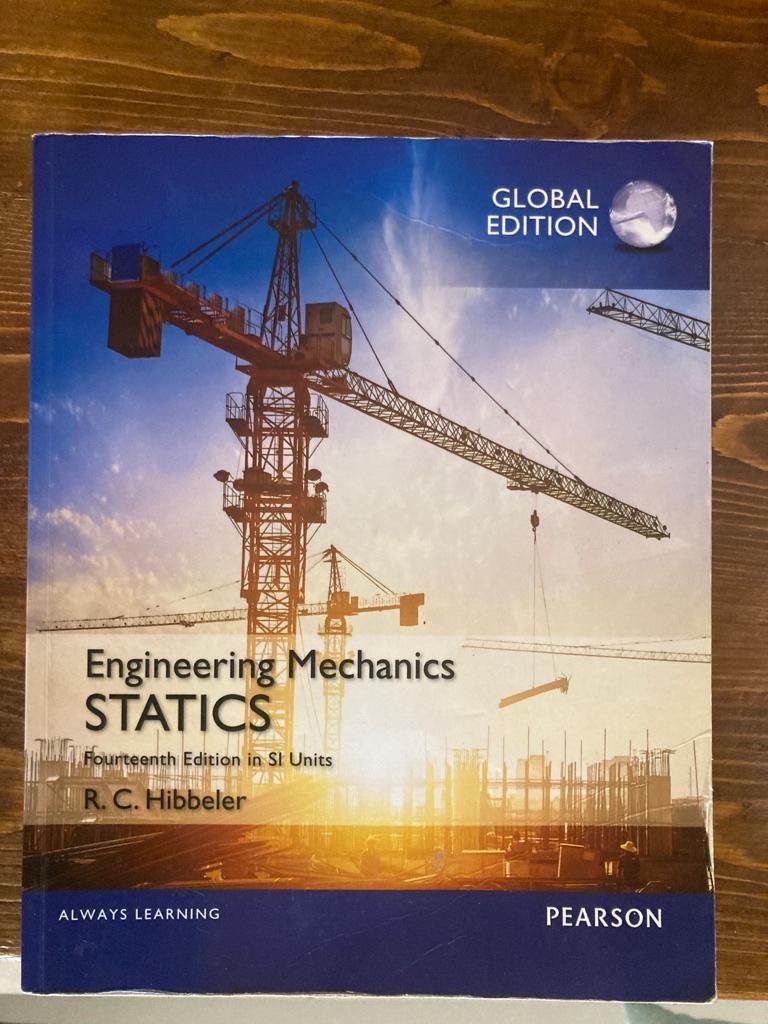 GLOBAL
EDITION
Engineering Mechanics
STATICS
Fourteenth Edition in SI Units
R. C. Hibbeler
ALWAYS LEARNING
PEARSON